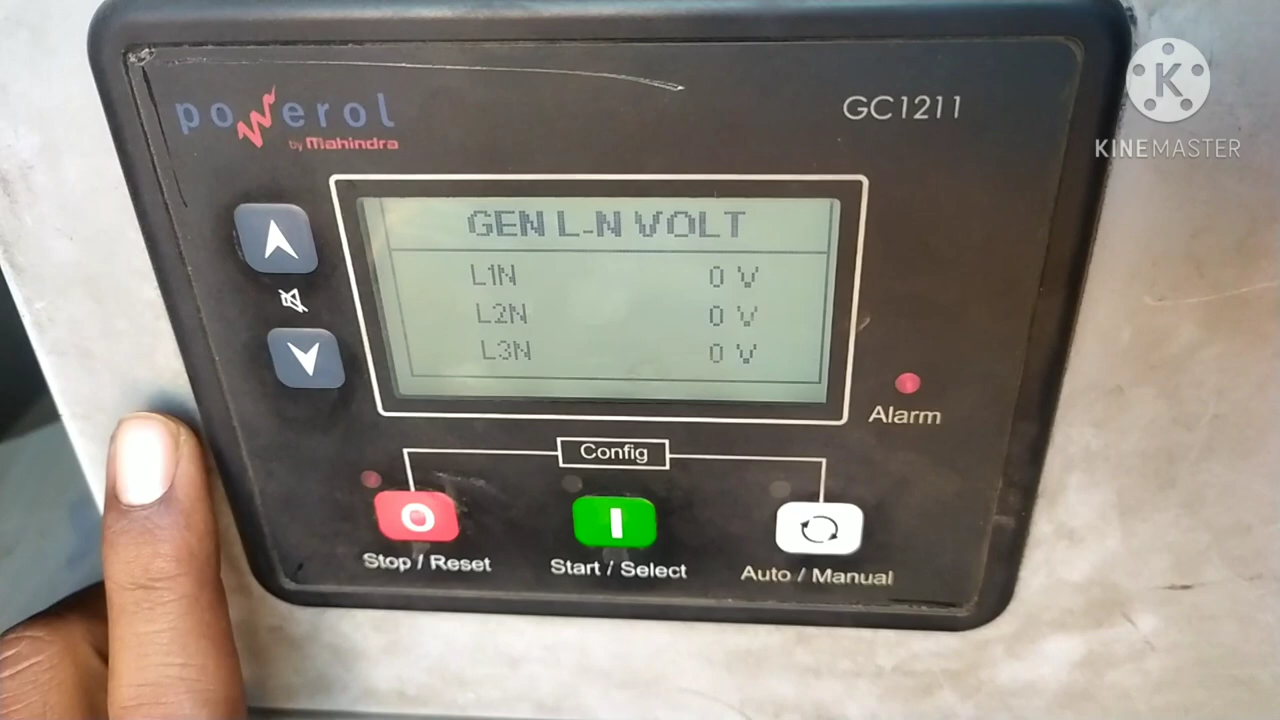 powerol
by Mahindra
GC1211
K
KINEMASTER
GEN L-N VOLT
L1N 0 V
L2N 0 V
L3N 0 V
Alarm
Config
Stop / Reset
Start / Select
Auto / Manual